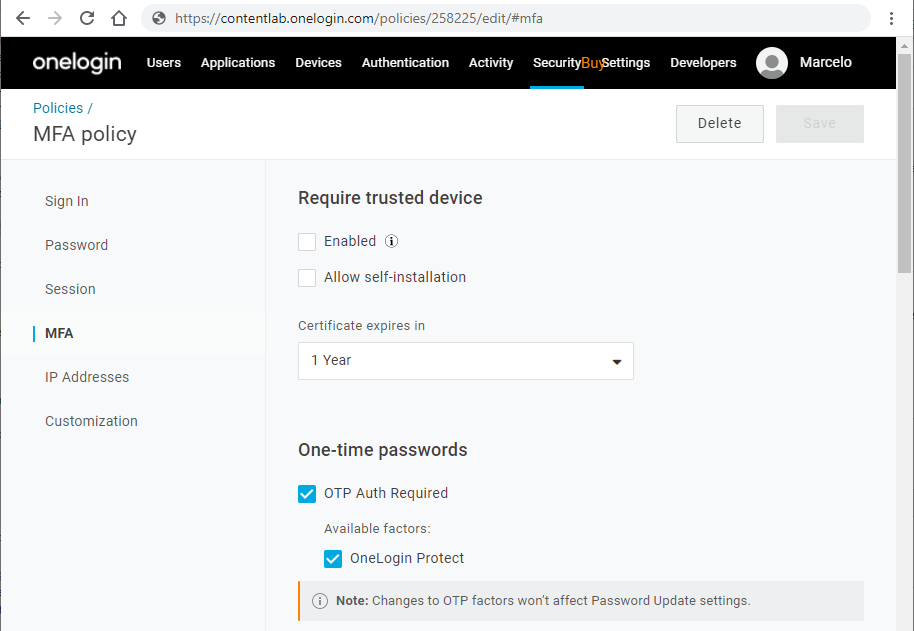 https://contentlab.onelogin.com/policies/258225/edit/#mfa
onelogin Users Applications Devices Authentication Activity Security Buy Settings Developers Marcelo
Policies /
MFA policy
Delete Save
Sign In
Password
Session
MFA
IP Addresses
Customization
Require trusted device
Enabled
Allow self-installation
Certificate expires in
1 Year
One-time passwords
OTP Auth Required
Available factors:
OneLogin Protect
Note: Changes to OTP factors won't affect Password Update settings.